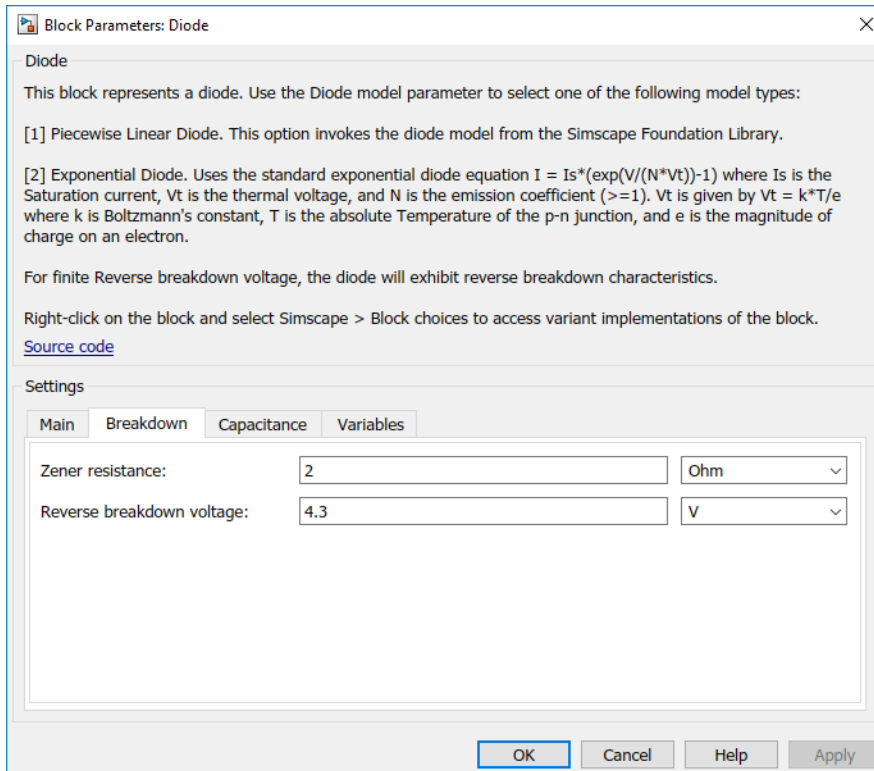 Block Parameters: Diode
Diode
This block represents a diode. Use the Diode model parameter to select one of the following model types:
[1] Piecewise Linear Diode. This option invokes the diode model from the Simscape Foundation Library.
[2] Exponential Diode. Uses the standard exponential diode equation I = Is*(exp(V/(N*Vt))-1) where Is is the
Saturation current, Vt is the thermal voltage, and N is the emission coefficient (>=1). Vt is given by Vt = k*T/e
where k is Boltzmann's constant, T is the absolute Temperature of the p-n junction, and e is the magnitude of
charge on an electron.
For finite Reverse breakdown voltage, the diode will exhibit reverse breakdown characteristics.
Right-click on the block and select Simscape > Block choices to access variant implementations of the block.
Source code
Settings
Main Breakdown Capacitance Variables
Zener resistance: 2 Ohm
Reverse breakdown voltage: 4.3 V
OK Cancel Help Apply